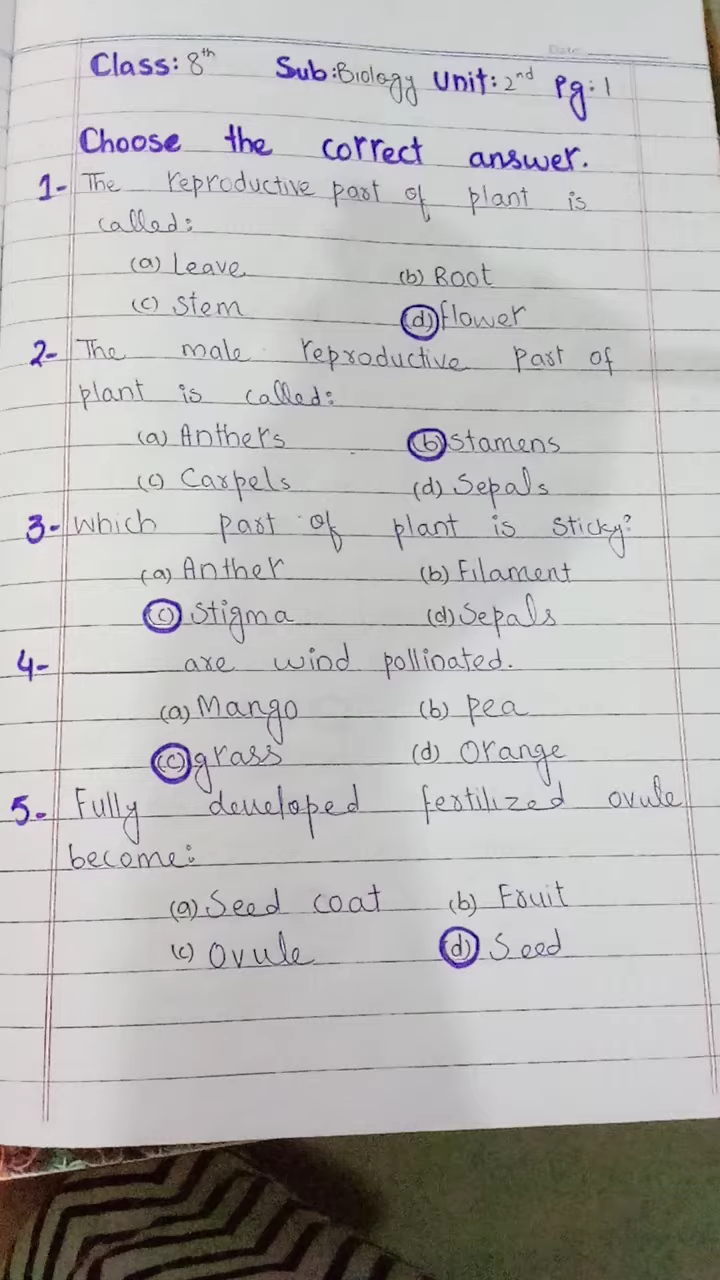 Date:
Class: 8th Sub: Biology Unit: 2nd Pg: 1
Choose the correct answer.
1- The reproductive part of plant is
called:
(a) Leave (b) Root
(c) Stem (d) flower
2- The male reproductive part of
plant is called:
(a) Anthers (b) Stamens
(c) Carpels (d) Sepals
3- Which part of plant is sticky?
(a) Anther (b) Filament
(c) Stigma (d) Sepals
4- ______ are wind pollinated.
(a) Mango (b) Pea
(c) grass (d) Orange
5- Fully developed fertilized ovule
become:
(a) Seed coat (b) Fruit
(c) Ovule (d) Seed